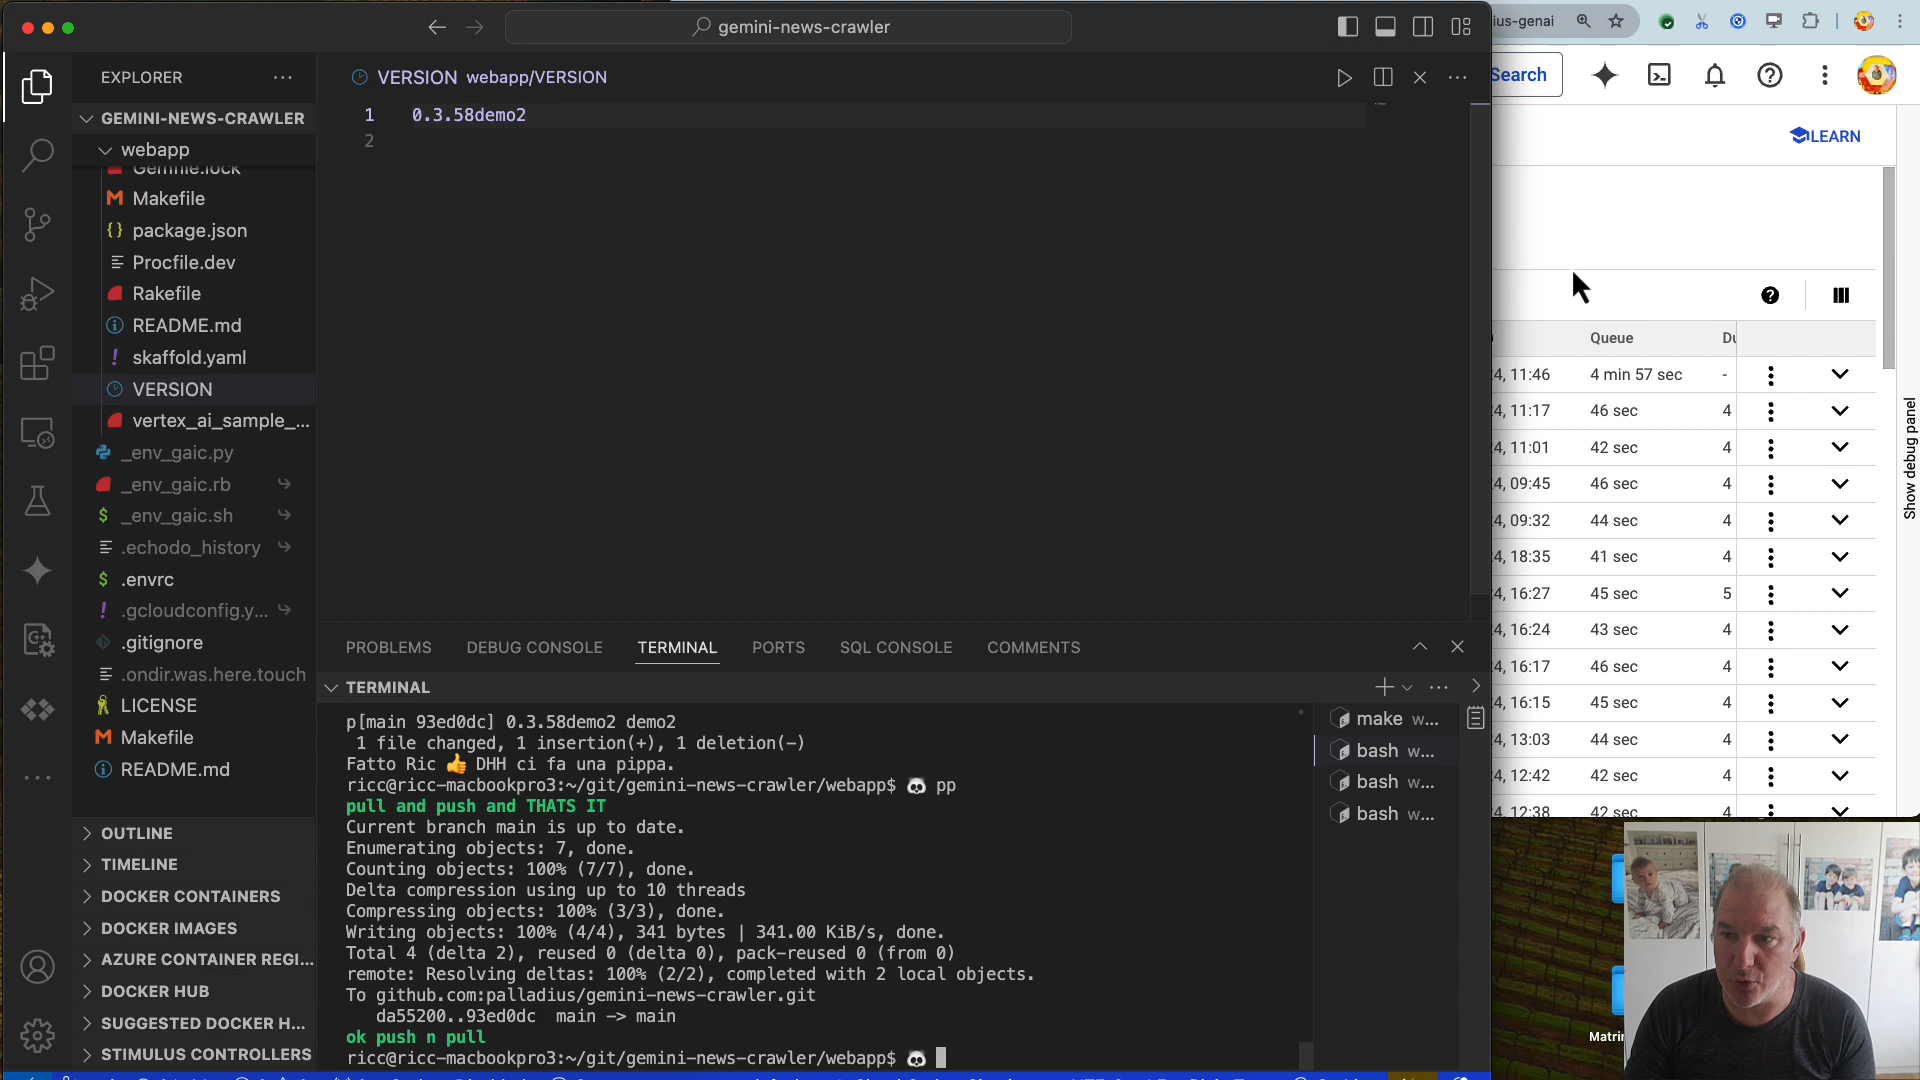 gemini-news-crawler
EXPLORER
GEMINI-NEWS-CRAWLER
webapp
Gemfile.lock
Makefile
package.json
Procfile.dev
Rakefile
README.md
skaffold.yaml
VERSION
vertex_ai_sample_...
_env_gaic.py
_env_gaic.rb
_env_gaic.sh
.echodo_history
.envrc
.gcloudconfig.y...
.gitignore
.ondir.was.here.touch
LICENSE
Makefile
README.md
OUTLINE
TIMELINE
DOCKER CONTAINERS
DOCKER IMAGES
AZURE CONTAINER REGI...
DOCKER HUB
SUGGESTED DOCKER H...
STIMULUS CONTROLLERS
VERSION webapp/VERSION
1 0.3.58demo2
2
PROBLEMS DEBUG CONSOLE TERMINAL PORTS SQL CONSOLE COMMENTS
TERMINAL
p[main 93ed0dc] 0.3.58demo2 demo2
1 file changed, 1 insertion(+), 1 deletion(-)
Fatto Ric 👍 DHH ci fa una pippa.
ricc@ricc-macbookpro3:~/git/gemini-news-crawler/webapp$ 🐼 pp
pull and push and THATS IT
Current branch main is up to date.
Enumerating objects: 7, done.
Counting objects: 100% (7/7), done.
Delta compression using up to 10 threads
Compressing objects: 100% (3/3), done.
Writing objects: 100% (4/4), 341 bytes | 341.00 KiB/s, done.
Total 4 (delta 2), reused 0 (delta 0), pack-reused 0 (from 0)
remote: Resolving deltas: 100% (2/2), completed with 2 local objects.
To github.com:palladius/gemini-news-crawler.git
da55200..93ed0dc main -> main
ok push n pull
ricc@ricc-macbookpro3:~/git/gemini-news-crawler/webapp$ 🐼
make w...
bash w...
bash w...
bash w...
ius-genai
Search
LEARN
Queue Du
4, 11:46 4 min 57 sec -
4, 11:17 46 sec 4
4, 11:01 42 sec 4
4, 09:45 46 sec 4
4, 09:32 44 sec 4
4, 18:35 41 sec 4
4, 16:27 45 sec 5
4, 16:24 43 sec 4
4, 16:17 46 sec 4
4, 16:15 45 sec 4
4, 13:03 44 sec 4
4, 12:42 42 sec 4
4, 12:38 42 sec 4
Show debug panel
Matrin